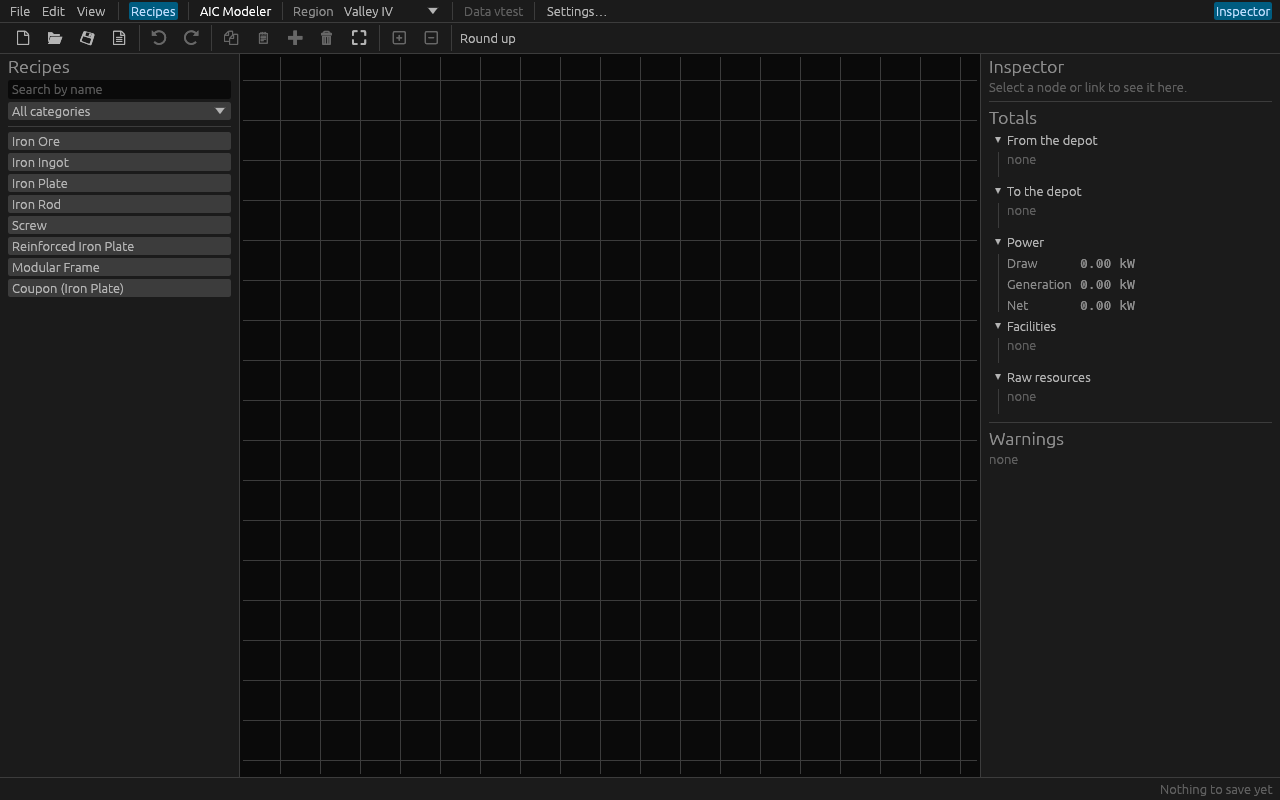 File Edit View Recipes AIC Modeler Region Valley IV Data vtest Settings... Inspector
Round up
Recipes
Search by name
All categories
Iron Ore
Iron Ingot
Iron Plate
Iron Rod
Screw
Reinforced Iron Plate
Modular Frame
Coupon (Iron Plate)
Inspector
Select a node or link to see it here.
Totals
From the depot
none
To the depot
none
Power
Draw 0.00 kW
Generation 0.00 kW
Net 0.00 kW
Facilities
none
Raw resources
none
Warnings
none
Nothing to save yet